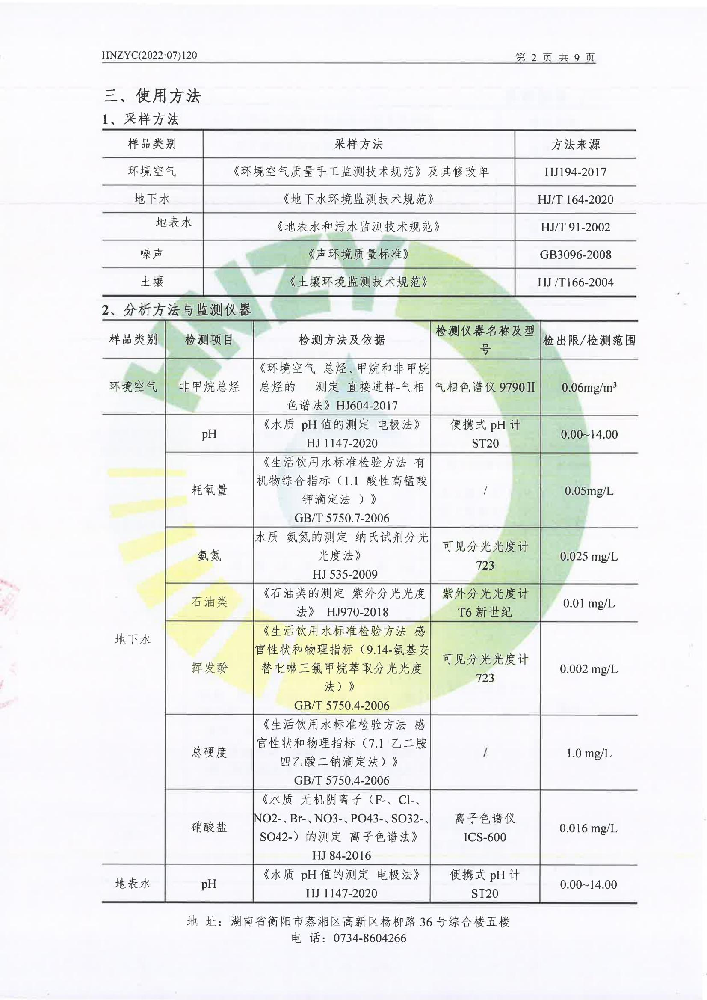 HNZYC(2022·07)120
第 2 页 共 9 页
三、使用方法
1、采样方法
样品类别 采样方法 方法来源
环境空气 《环境空气质量手工监测技术规范》及其修改单 HJ194-2017
地下水 《地下水环境监测技术规范》 HJ/T 164-2020
地表水 《地表水和污水监测技术规范》 HJ/T 91-2002
噪声 《声环境质量标准》 GB3096-2008
土壤 《土壤环境监测技术规范》 HJ /T166-2004
2、分析方法与监测仪器
样品类别 检测项目 检测方法及依据 检测仪器名称及型
号
检出限/检测范围
环境空气 非甲烷总烃
《环境空气 总烃、甲烷和非甲烷
总烃的 测定 直接进样-气相
色谱法》HJ604-2017
气相色谱仪 9790Ⅱ 0.06mg/m³
地下水
pH
《水质 pH 值的测定 电极法》
HJ 1147-2020
便携式 pH 计
ST20
0.00~14.00
耗氧量
《生活饮用水标准检验方法 有
机物综合指标（1.1 酸性高锰酸
钾滴定法 ）》
GB/T 5750.7-2006
/
0.05mg/L
氨氮
水质 氨氮的测定 纳氏试剂分光
光度法》
HJ 535-2009
可见分光光度计
723
0.025 mg/L
石油类
《石油类的测定 紫外分光光度
法》 HJ970-2018
紫外分光光度计
T6 新世纪
0.01 mg/L
挥发酚
《生活饮用水标准检验方法 感
官性状和物理指标（9.14-氨基安
替吡啉三氯甲烷萃取分光光度
法）》
GB/T 5750.4-2006
可见分光光度计
723
0.002 mg/L
总硬度
《生活饮用水标准检验方法 感
官性状和物理指标（7.1 乙二胺
四乙酸二钠滴定法）》
GB/T 5750.4-2006
/
1.0 mg/L
硝酸盐
《水质 无机阴离子（F-、Cl-、
NO2-、Br-、NO3-、PO43-、SO32-、
SO42-）的测定 离子色谱法》
HJ 84-2016
离子色谱仪
ICS-600
0.016 mg/L
地表水
pH
《水质 pH 值的测定 电极法》
HJ 1147-2020
便携式 pH 计
ST20
0.00~14.00
地 址：湖南省衡阳市蒸湘区高新区杨柳路 36 号综合楼五楼
电 话：0734-8604266
HNZY